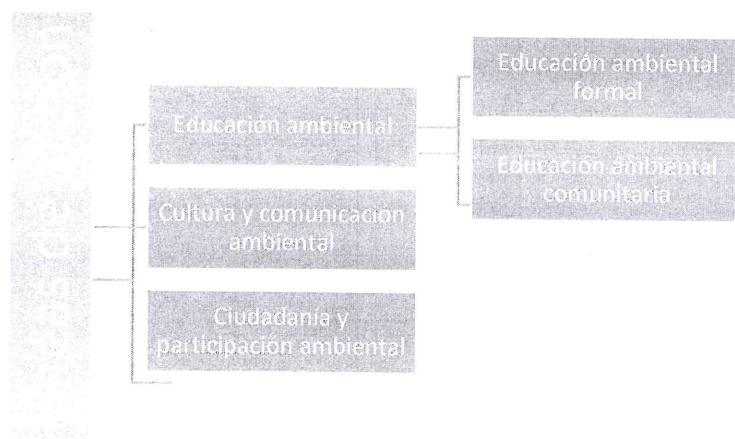 Educación ambiental
Educación ambiental
formal
Educación ambiental
comunitaria
Cultura y comunicación
ambiental
Ciudadanía y
participación ambiental